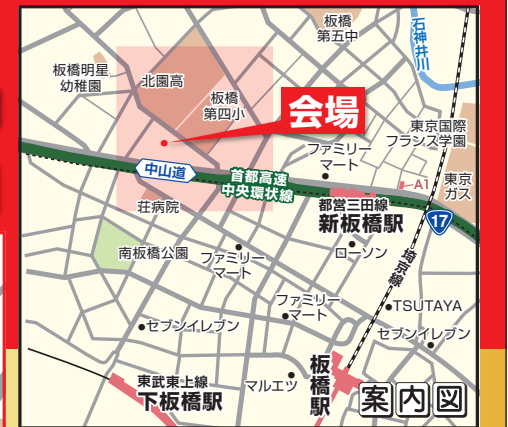 板橋
第五中
石神井川
板橋明星
幼稚園
北園高
板橋
第四小
会場
東京国際
フランス学園
ファミリー
マート
中山道
首都高速
中央環状線
A1
東京
ガス
都営三田線
新板橋駅
17
荘病院
南板橋公園
ファミリー
マート
ローソン
埼京線
ファミリー
マート
TSUTAYA
セブンイレブン
セブンイレブン
東武東上線
下板橋駅
マルエツ
板橋駅
案内図